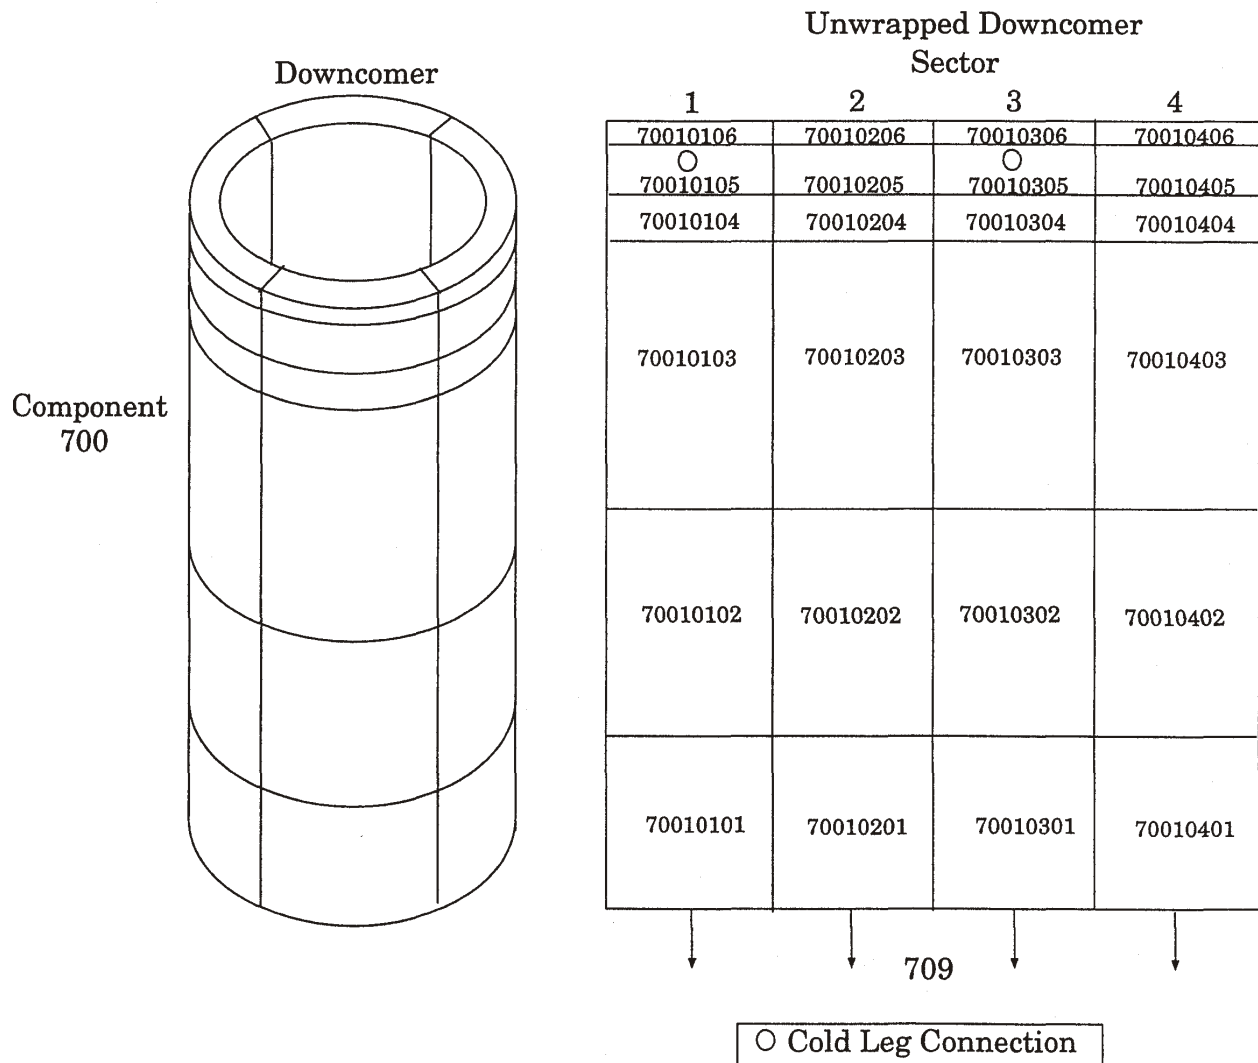 Unwrapped Downcomer
Sector
Downcomer
1 2 3 4
70010106 70010206 70010306 70010406
70010105 70010205 70010305 70010405
70010104 70010204 70010304 70010404
70010103 70010203 70010303 70010403
Component
700
70010102 70010202 70010302 70010402
70010101 70010201 70010301 70010401
709
Cold Leg Connection